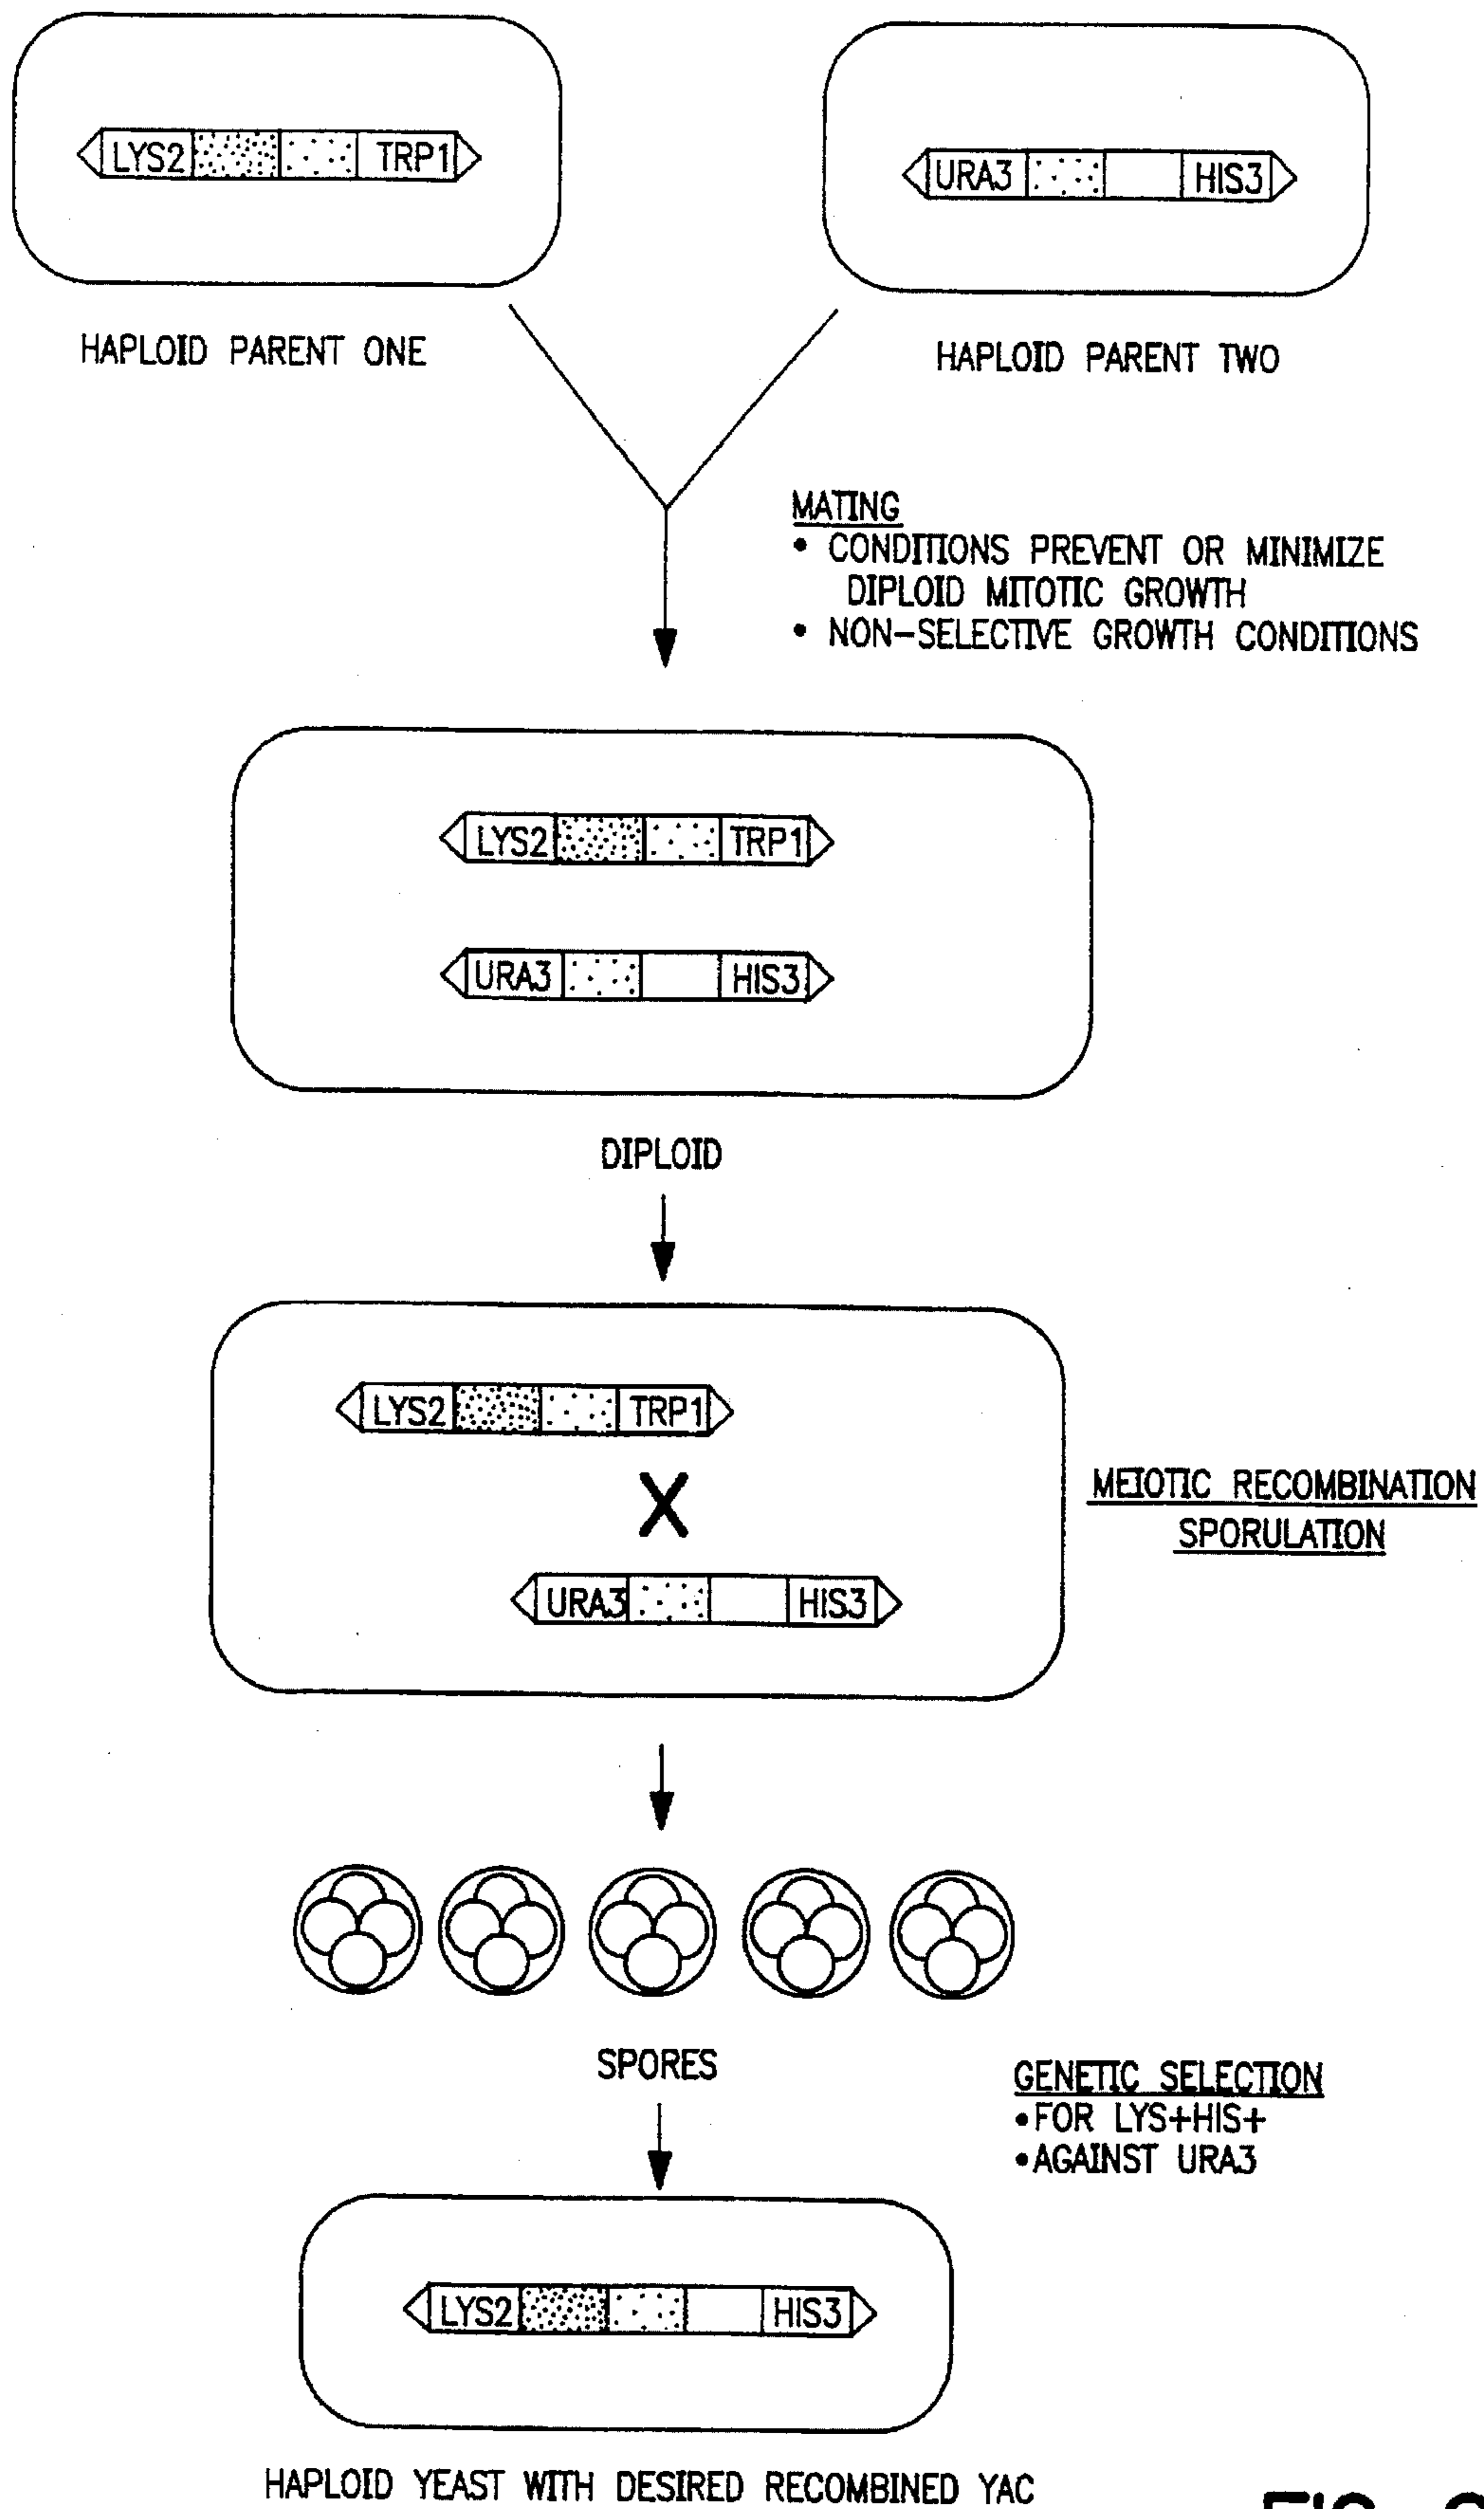 LYS2 TRP1
URA3 HIS3
HAPLOID PARENT ONE
HAPLOID PARENT TWO
MATING
• CONDITIONS PREVENT OR MINIMIZE
DIPLOID MITOTIC GROWTH
• NON-SELECTIVE GROWTH CONDITIONS
LYS2 TRP1
URA3 HIS3
DIPLOID
LYS2 TRP1
X
URA3 HIS3
MEIOTIC RECOMBINATION
SPORULATION
SPORES
GENETIC SELECTION
•FOR LYS+HIS+
•AGAINST URA3
LYS2 HIS3
HAPLOID YEAST WITH DESIRED RECOMBINED YAC